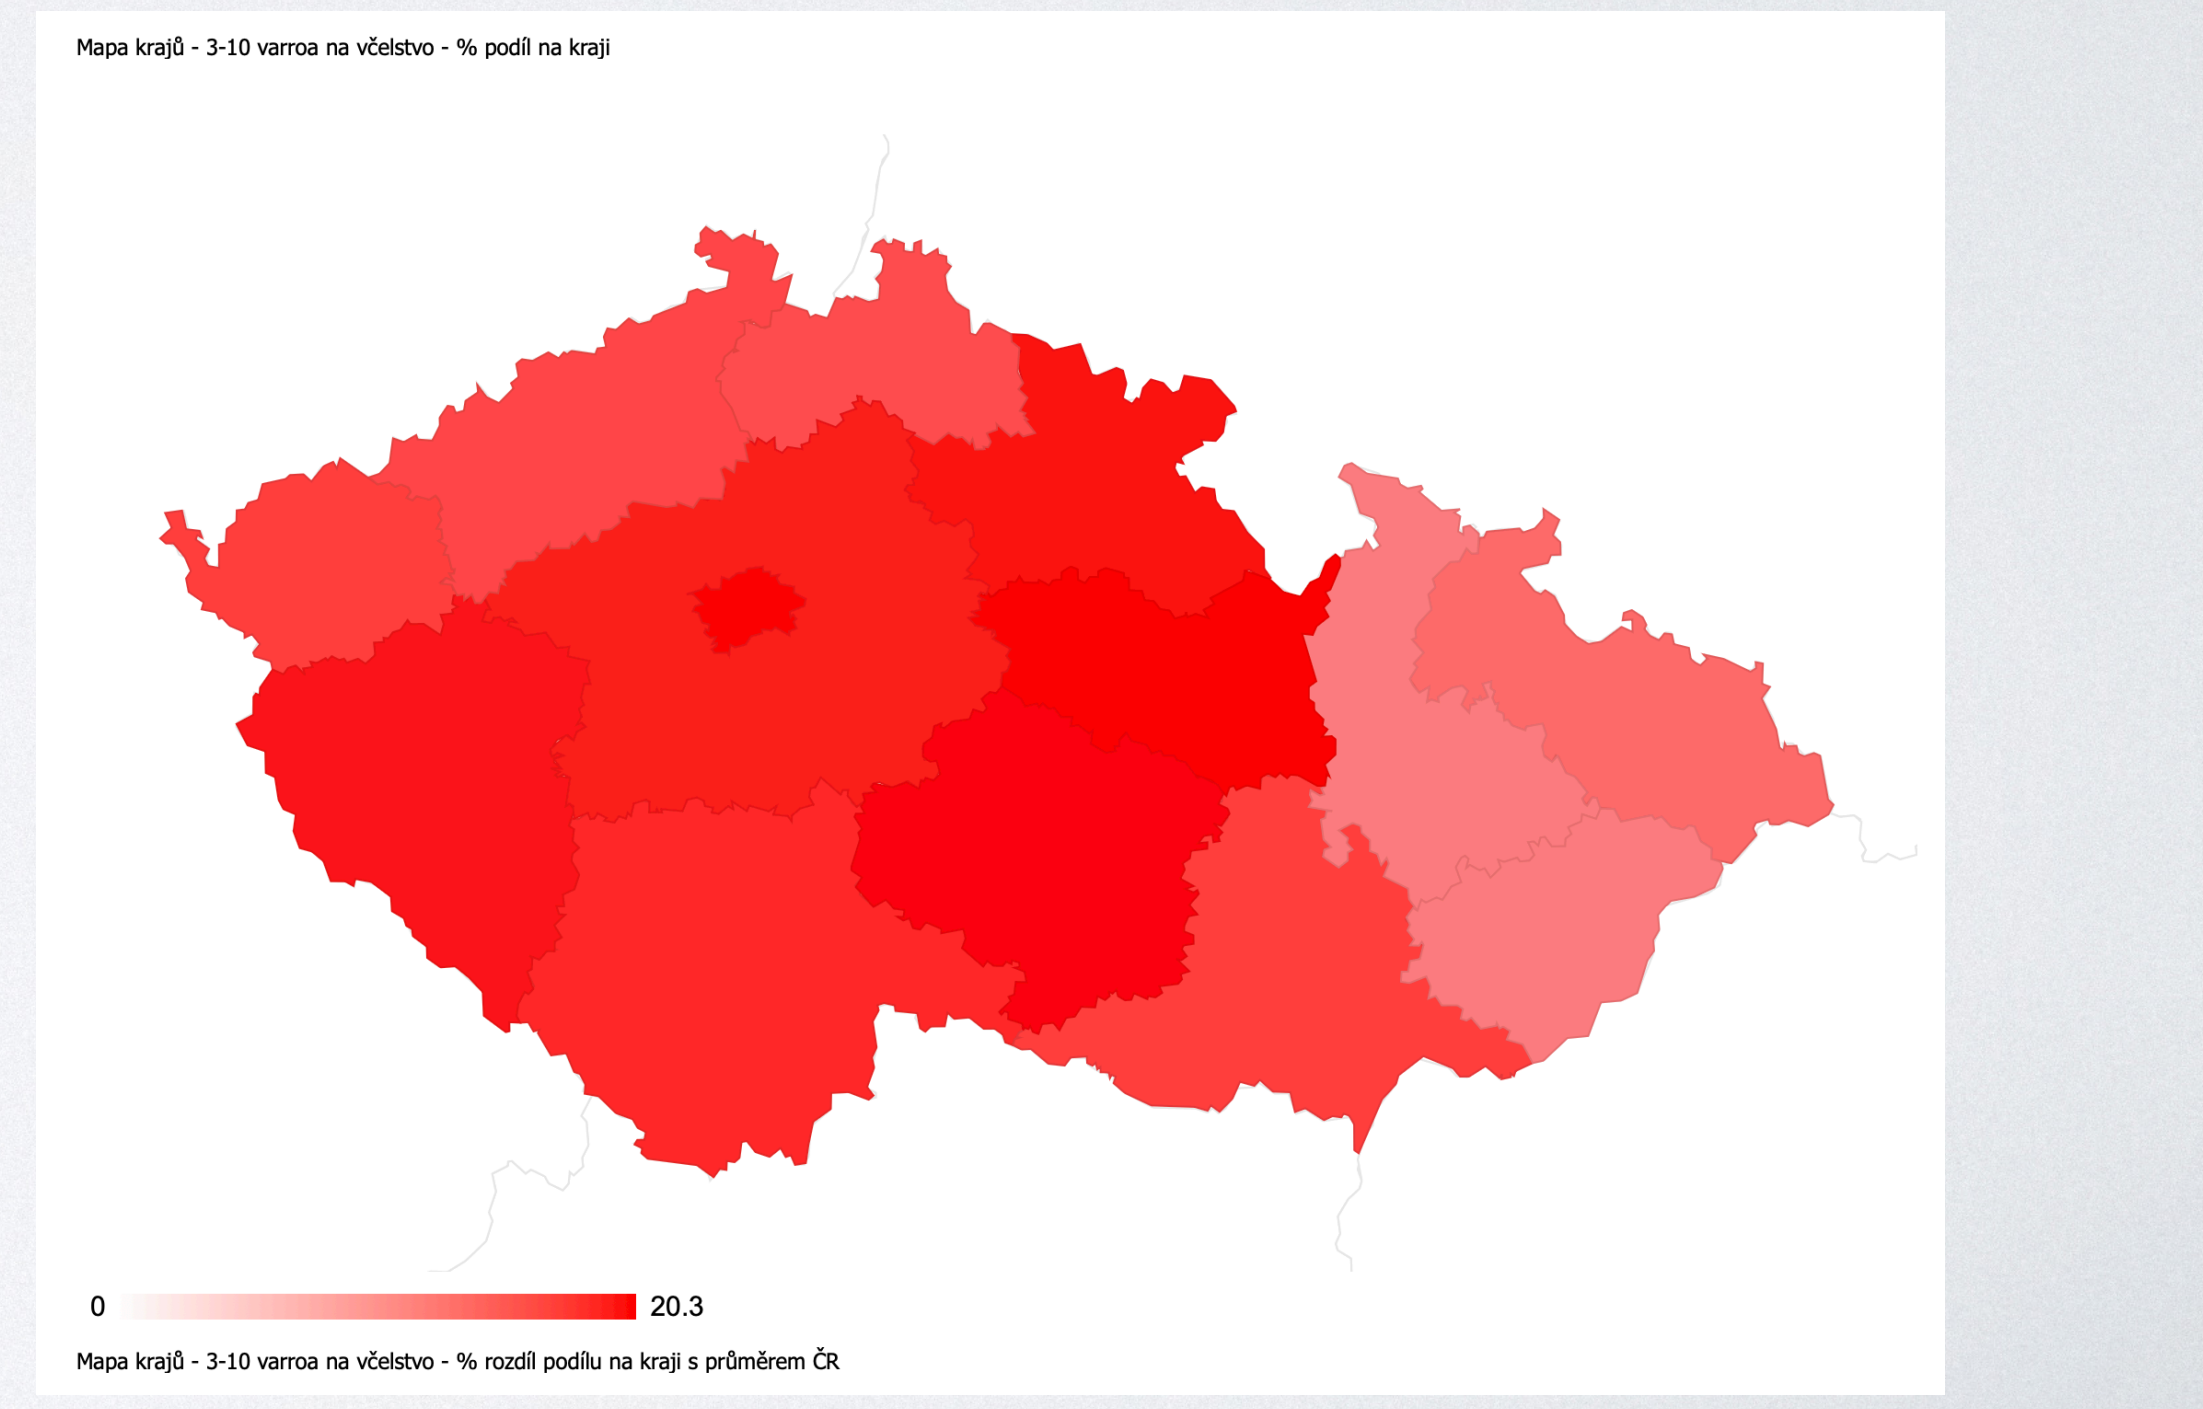 Mapa krajů - 3-10 varroa na včelstvo - % podíl na kraji
0 20.3
Mapa krajů - 3-10 varroa na včelstvo - % rozdíl podílu na kraji s průměrem ČR